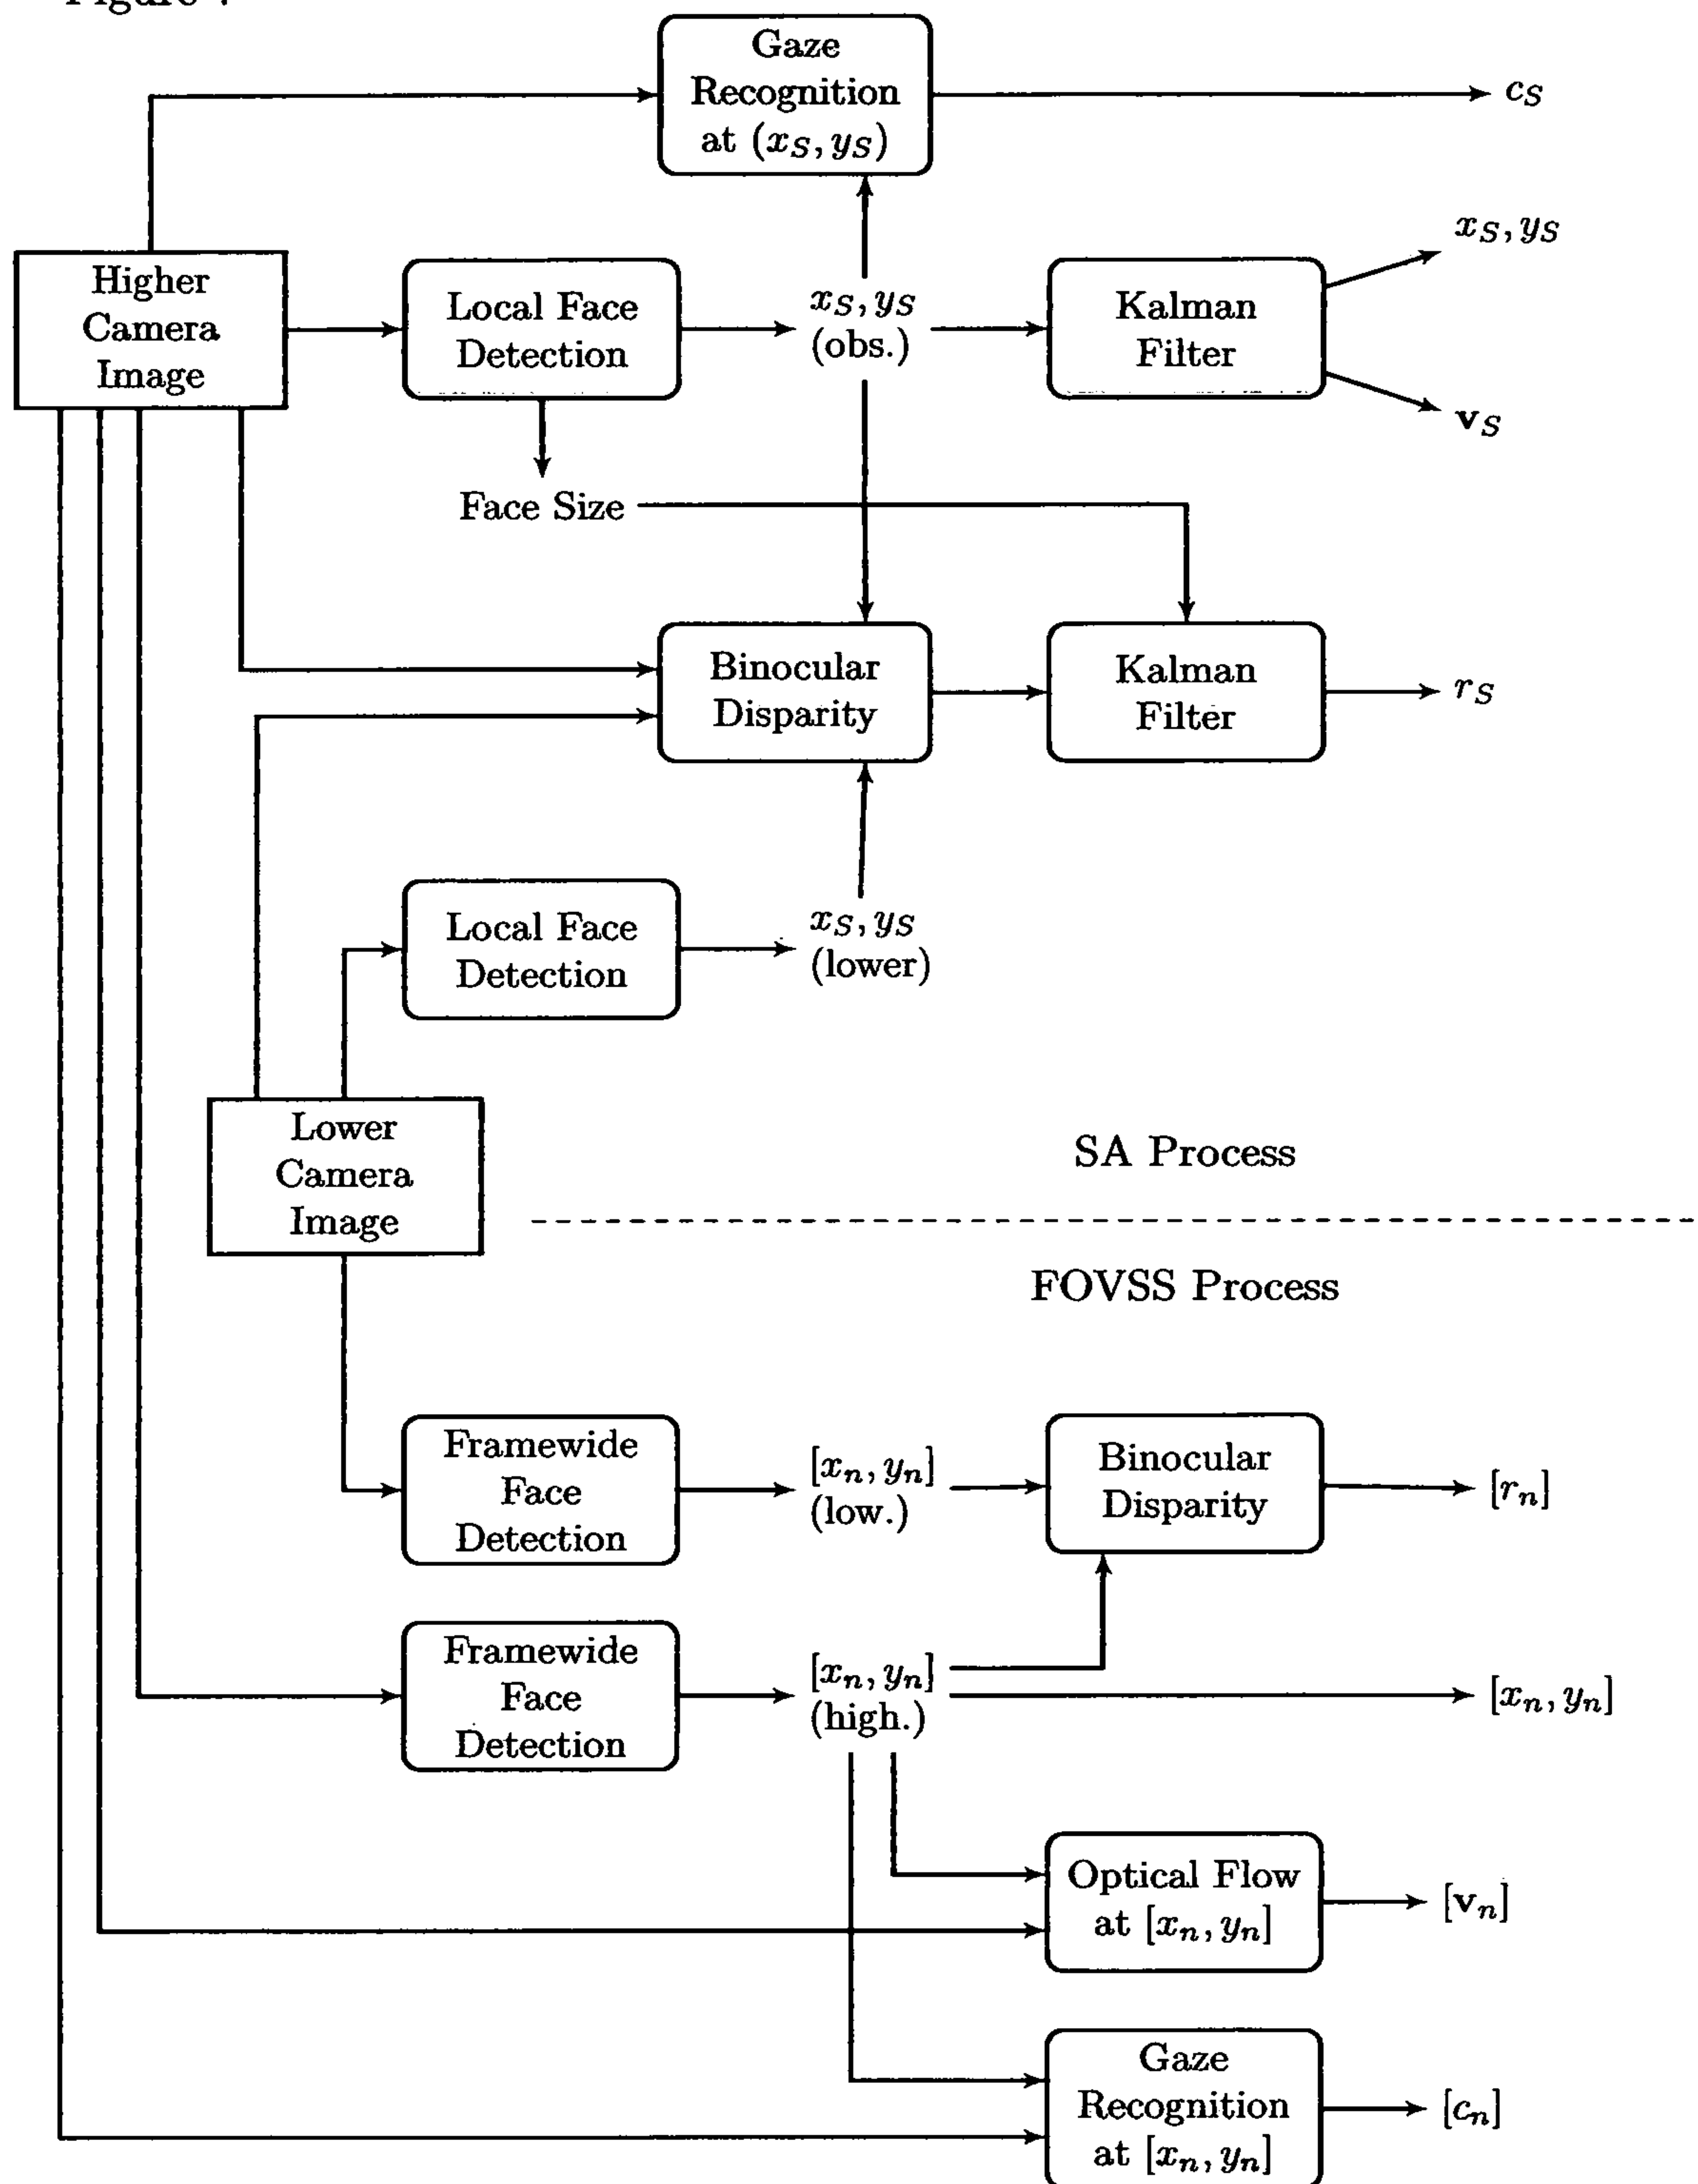 Gaze
Recognition
at (x_S, y_S)
c_S
Higher
Camera
Image
Local Face
Detection
x_S, y_S
(obs.)
Kalman
Filter
x_S, y_S
v_S
Face Size
Binocular
Disparity
Kalman
Filter
r_S
Local Face
Detection
x_S, y_S
(lower)
Lower
Camera
Image
SA Process
FOVSS Process
Framewide
Face
Detection
[x_n, y_n]
(low.)
Binocular
Disparity
[r_n]
Framewide
Face
Detection
[x_n, y_n]
(high.)
[x_n, y_n]
Optical Flow
at [x_n, y_n]
[v_n]
Gaze
Recognition
at [x_n, y_n]
[c_n]